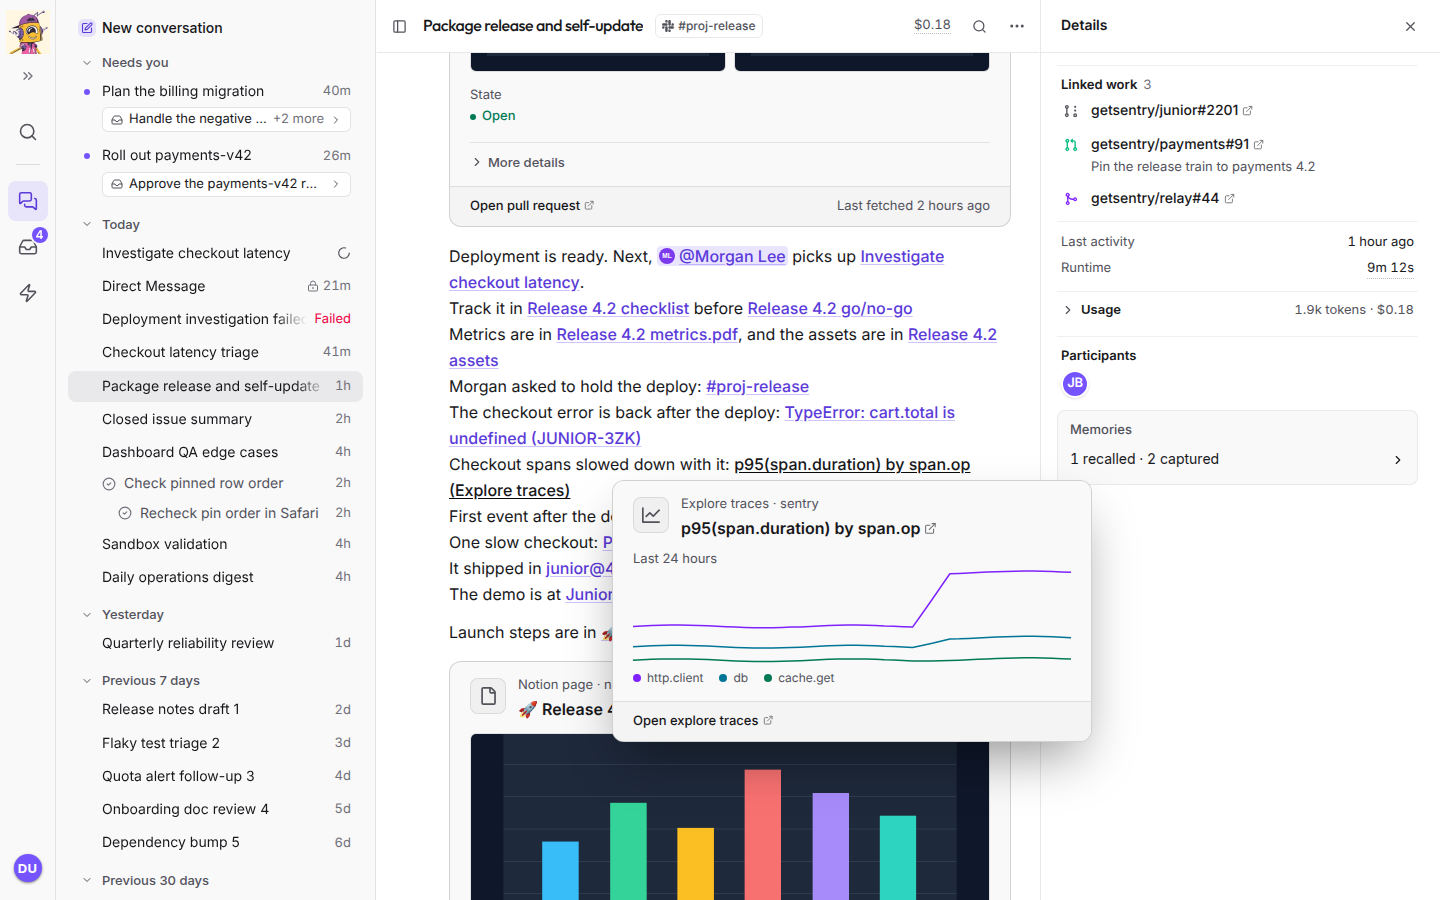 New conversation
Needs you
Plan the billing migration 40m
Handle the negative ... +2 more
Roll out payments-v42 26m
Approve the payments-v42 r...
Today
Investigate checkout latency
Direct Message 21m
Deployment investigation failed Failed
Checkout latency triage 41m
Package release and self-update 1h
Closed issue summary 2h
Dashboard QA edge cases 4h
Check pinned row order 2h
Recheck pin order in Safari 2h
Sandbox validation 4h
Daily operations digest 4h
Yesterday
Quarterly reliability review 1d
Previous 7 days
Release notes draft 1 2d
Flaky test triage 2 3d
Quota alert follow-up 3 4d
Onboarding doc review 4 5d
Dependency bump 5 6d
Previous 30 days
4
DU
Package release and self-update #proj-release $0.18
State
Open
More details
Open pull request Last fetched 2 hours ago
Deployment is ready. Next, ML @Morgan Lee picks up Investigate
checkout latency.
Track it in Release 4.2 checklist before Release 4.2 go/no-go
Metrics are in Release 4.2 metrics.pdf, and the assets are in Release 4.2
assets
Morgan asked to hold the deploy: #proj-release
The checkout error is back after the deploy: TypeError: cart.total is
undefined (JUNIOR-3ZK)
Checkout spans slowed down with it: p95(span.duration) by span.op
(Explore traces)
First event after the d
One slow checkout: P
It shipped in junior@4
The demo is at Junior
Launch steps are in 🚀
Notion page · n
🚀 Release 4
Explore traces · sentry
p95(span.duration) by span.op
Last 24 hours
http.client db cache.get
Open explore traces
Details
Linked work 3
getsentry/junior#2201
getsentry/payments#91
Pin the release train to payments 4.2
getsentry/relay#44
Last activity 1 hour ago
Runtime 9m 12s
Usage 1.9k tokens · $0.18
Participants
JB
Memories
1 recalled · 2 captured